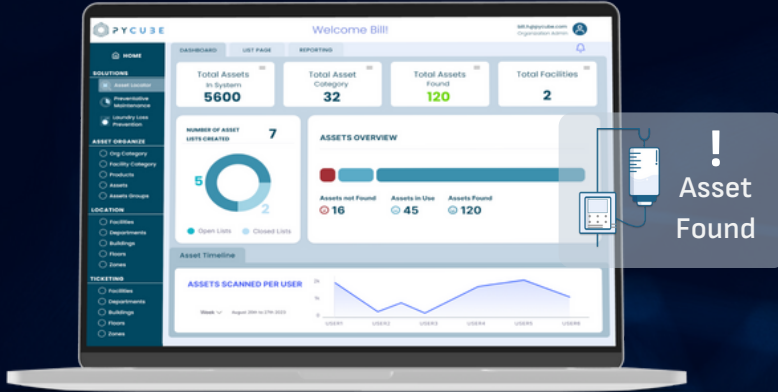 PYCU3E
Welcome Bill!
bill.h@pycube.com
Organization Admin
HOME
SOLUTIONS
Asset Locator
Preventative
Maintenance
Laundry Loss
Prevention
ASSET ORGANIZE
Org Category
Facility Category
Products
Assets
Assets Groups
LOCATION
Facilities
Departments
Buildings
Floors
Zones
TICKETING
Facilities
Departments
Buildings
Floors
Zones
DASHBOARD
LIST PAGE
REPORTING
Total Assets
In System
5600
Total Asset
Category
32
Total Assets
Found
120
Total Facilities
2
NUMBER OF ASSET
LISTS CREATED
7
5
2
Open Lists
Closed Lists
ASSETS OVERVIEW
Assets not Found
16
Assets in Use
45
Assets Found
120
Asset Timeline
ASSETS SCANNED PER USER
Week
2k
1k
0
USER1
USER2
USER3
USER4
USER5
USER6
!
Asset
Found